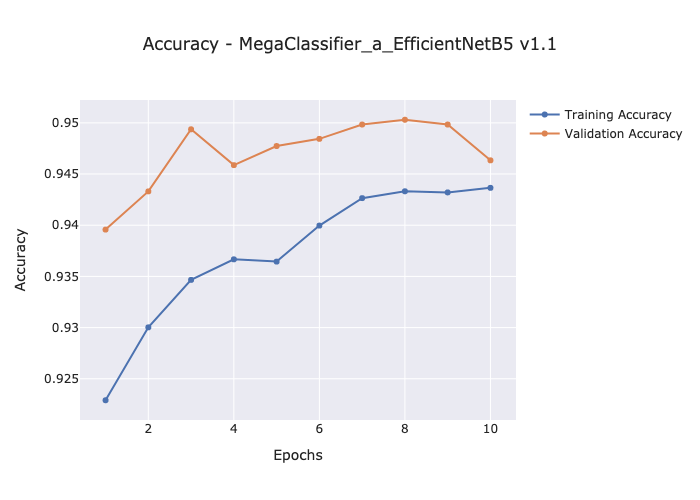 Accuracy - MegaClassifier_a_EfficientNetB5 v1.1
Training Accuracy
Validation Accuracy
0.95
0.945
0.94
0.935
0.93
0.925
Accuracy
2
4
6
8
10
Epochs